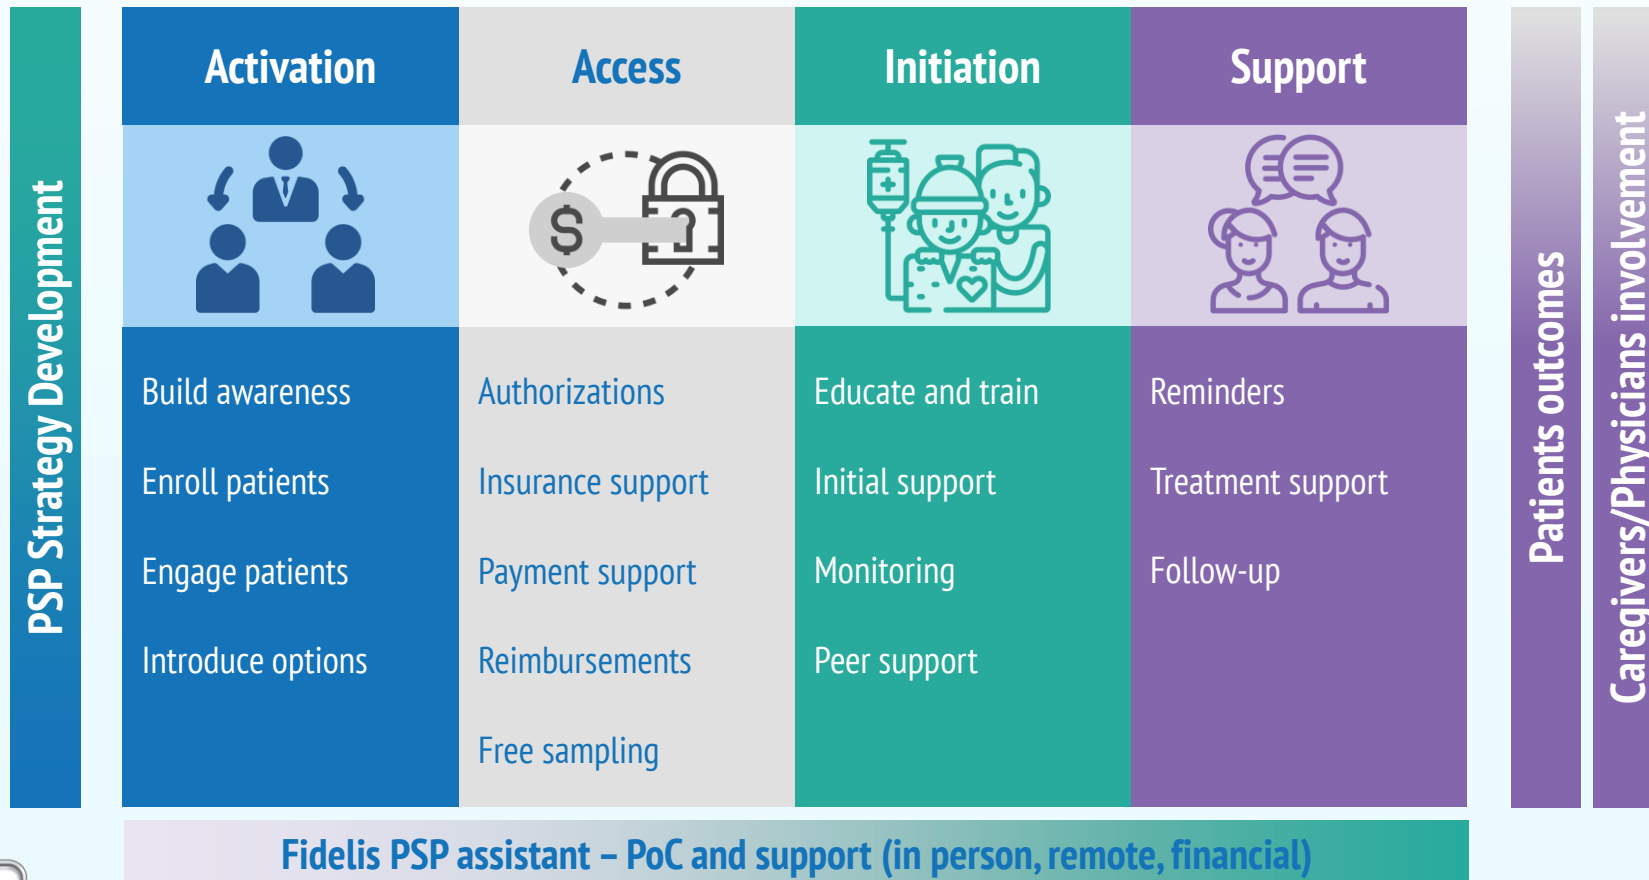 PSP Strategy Development
Activation
Build awareness
Enroll patients
Engage patients
Introduce options
Access
$
Authorizations
Insurance support
Payment support
Reimbursements
Free sampling
Initiation
Educate and train
Initial support
Monitoring
Peer support
Support
Reminders
Treatment support
Follow-up
Patients outcomes
Caregivers/Physicians involvement
Fidelis PSP assistant – PoC and support (in person, remote, financial)